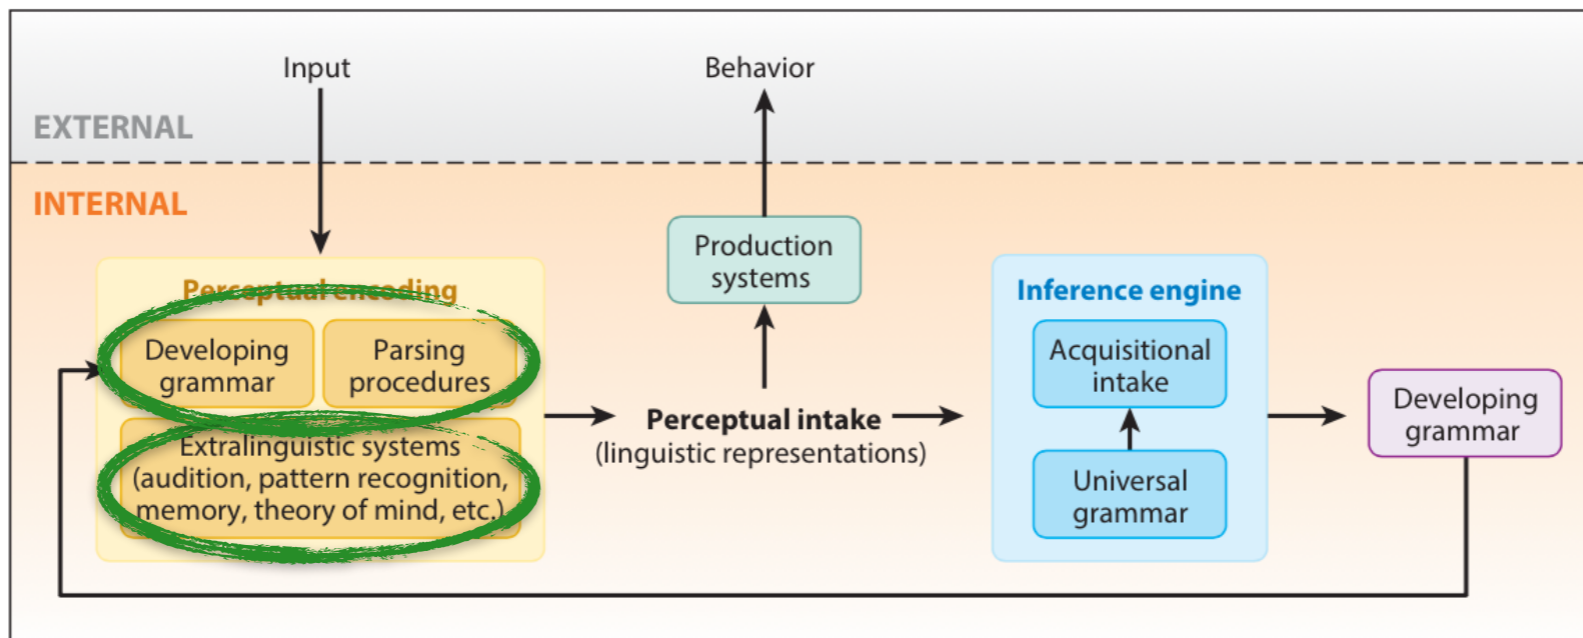 Input
Behavior
EXTERNAL
INTERNAL
Perceptual encoding
Developing
grammar
Parsing
procedures
Extralinguistic systems
(audition, pattern recognition,
memory, theory of mind, etc.)
Production
systems
Perceptual intake
(linguistic representations)
Inference engine
Acquisitional
intake
Universal
grammar
Developing
grammar